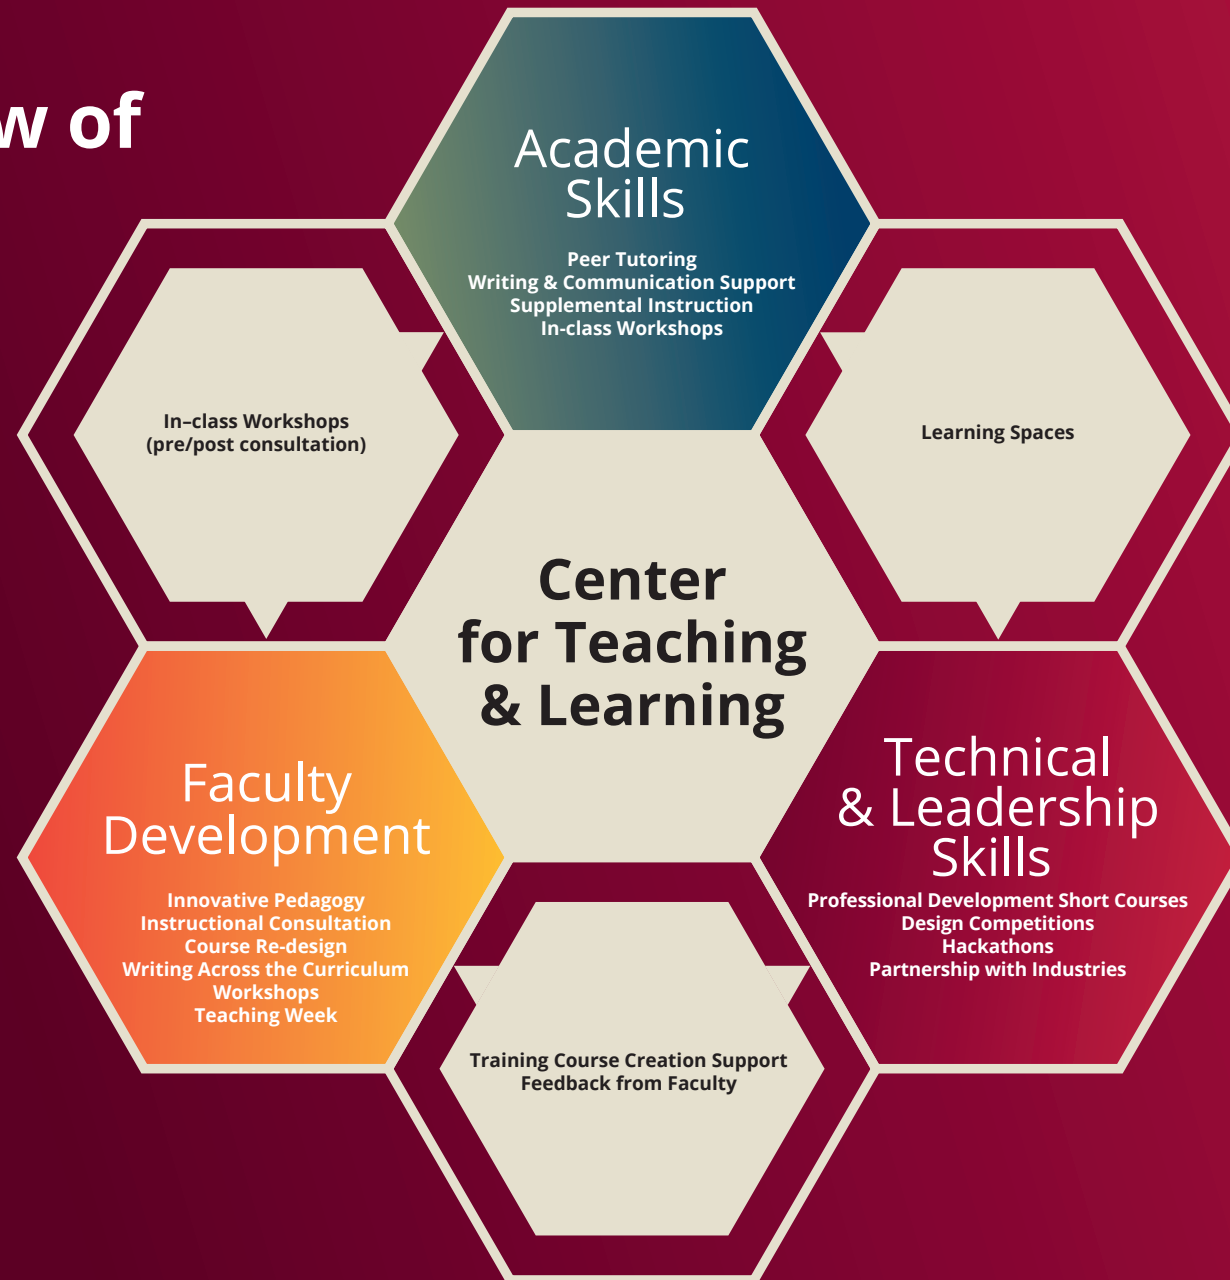 w of
Academic
Skills
Peer Tutoring
Writing & Communication Support
Supplemental Instruction
In-class Workshops
In–class Workshops
(pre/post consultation)
Learning Spaces
Center
for Teaching
& Learning
Faculty
Development
Innovative Pedagogy
Instructional Consultation
Course Re-design
Writing Across the Curriculum
Workshops
Teaching Week
Technical
& Leadership
Skills
Professional Development Short Courses
Design Competitions
Hackathons
Partnership with Industries
Training Course Creation Support
Feedback from Faculty